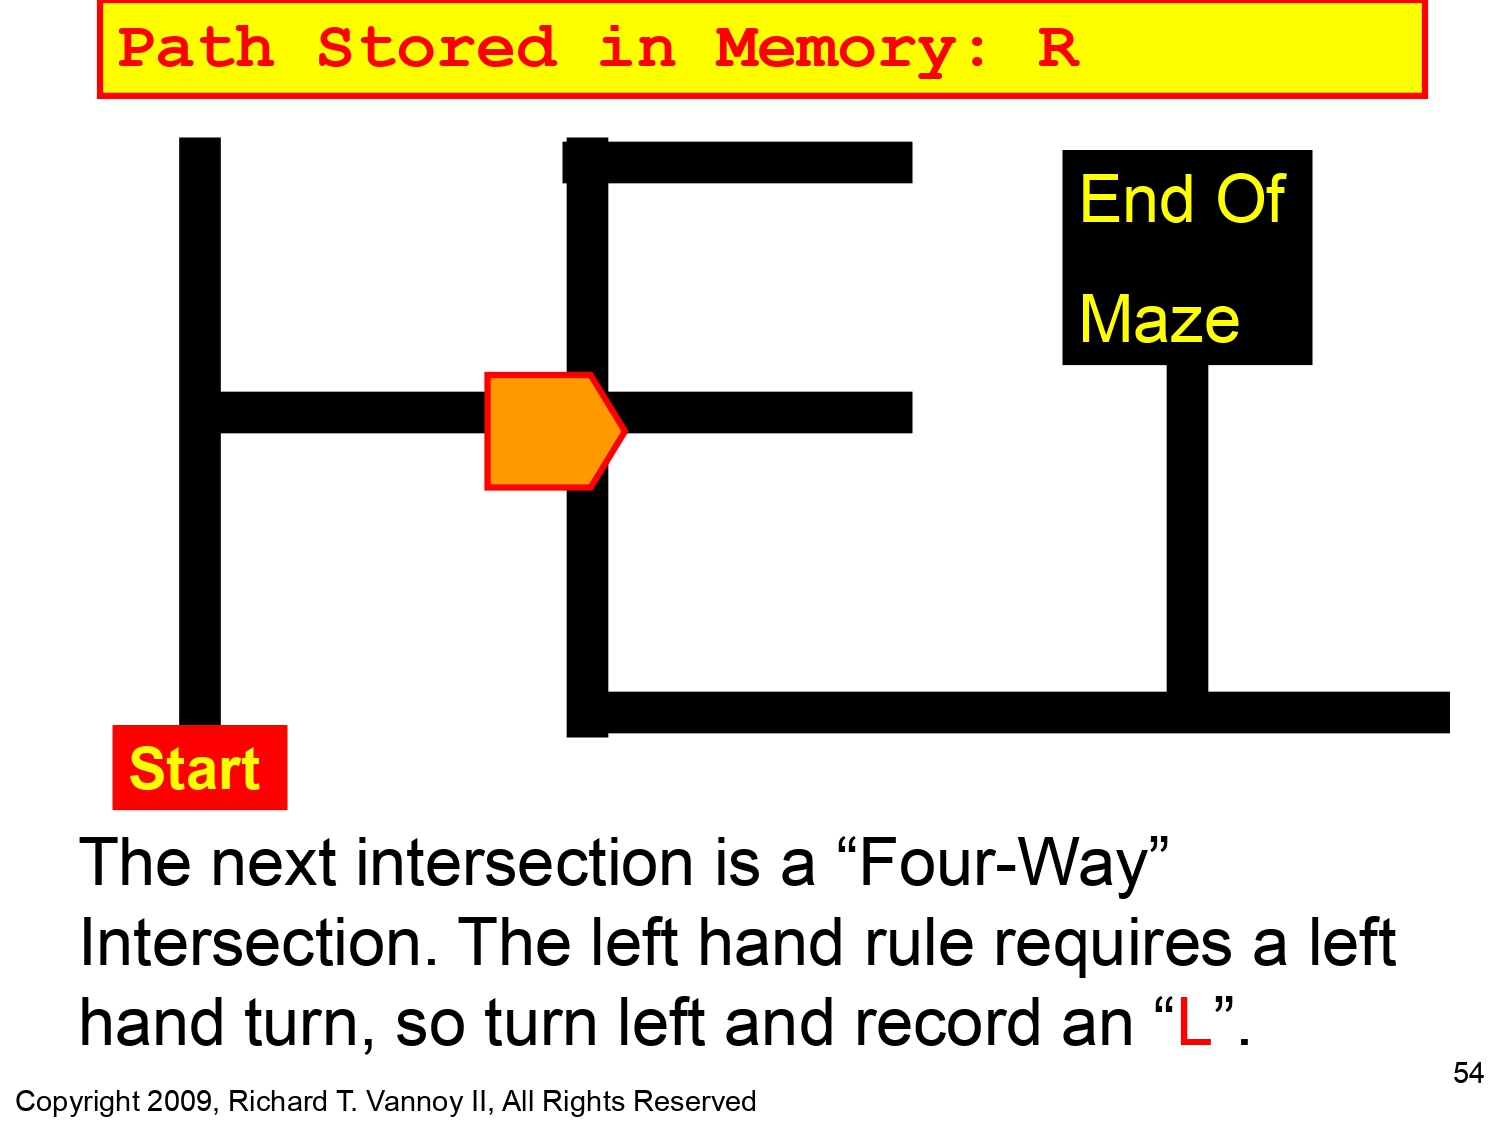 Path Stored in Memory: R
End Of
Maze
Start
The next intersection is a “Four-Way”
Intersection. The left hand rule requires a left
hand turn, so turn left and record an “L”.
54
Copyright 2009, Richard T. Vannoy II, All Rights Reserved